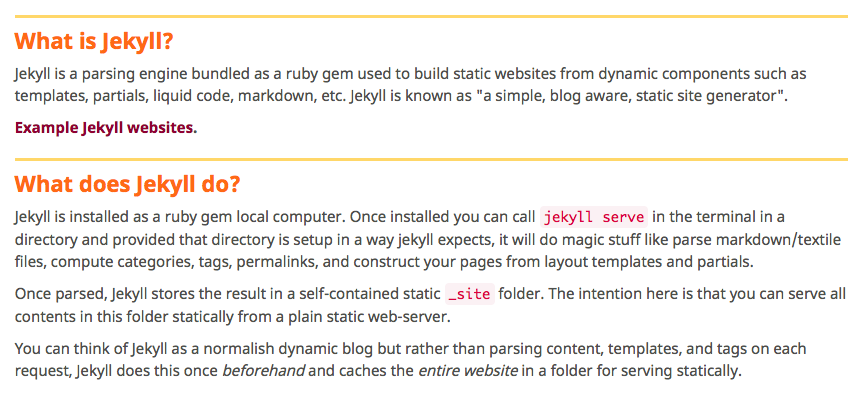 What is Jekyll?
Jekyll is a parsing engine bundled as a ruby gem used to build static websites from dynamic components such as
templates, partials, liquid code, markdown, etc. Jekyll is known as "a simple, blog aware, static site generator".
Example Jekyll websites.
What does Jekyll do?
Jekyll is installed as a ruby gem local computer. Once installed you can call jekyll serve in the terminal in a
directory and provided that directory is setup in a way jekyll expects, it will do magic stuff like parse markdown/textile
files, compute categories, tags, permalinks, and construct your pages from layout templates and partials.
Once parsed, Jekyll stores the result in a self-contained static _site folder. The intention here is that you can serve all
contents in this folder statically from a plain static web-server.
You can think of Jekyll as a normalish dynamic blog but rather than parsing content, templates, and tags on each
request, Jekyll does this once beforehand and caches the entire website in a folder for serving statically.